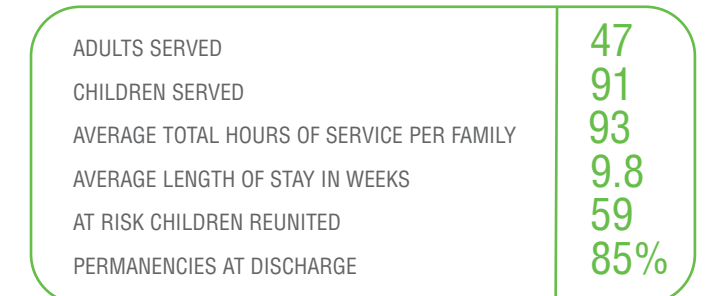 ADULTS SERVED 47
CHILDREN SERVED 91
AVERAGE TOTAL HOURS OF SERVICE PER FAMILY 93
AVERAGE LENGTH OF STAY IN WEEKS 9.8
AT RISK CHILDREN REUNITED 59
PERMANENCIES AT DISCHARGE 85%